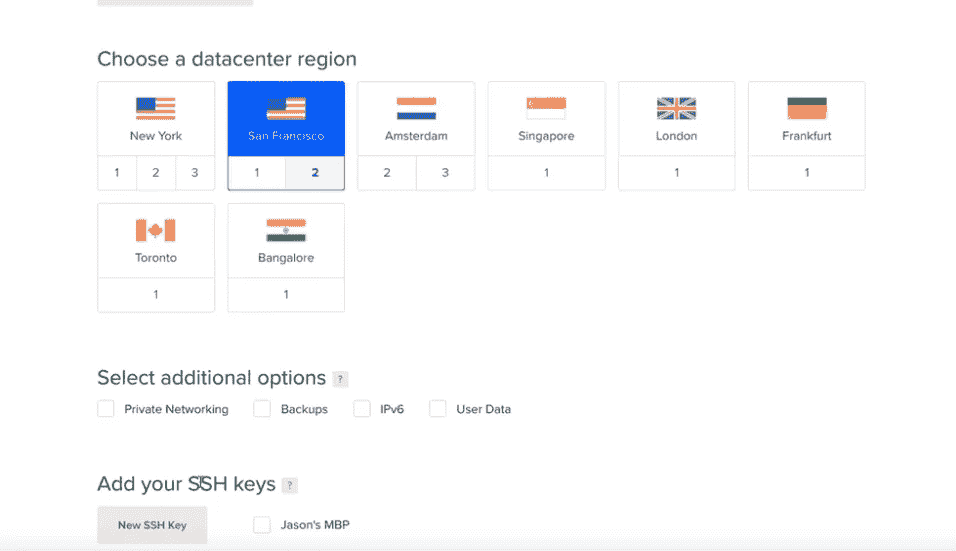 Choose a datacenter region
New York
San Francisco
Amsterdam
Singapore
London
Frankfurt
1 2 3
1 2
2 3
1
1
1
Toronto
Bangalore
1
1
Select additional options ?
Private Networking
Backups
IPv6
User Data
Add your SSH keys ?
New SSH Key
Jason's MBP